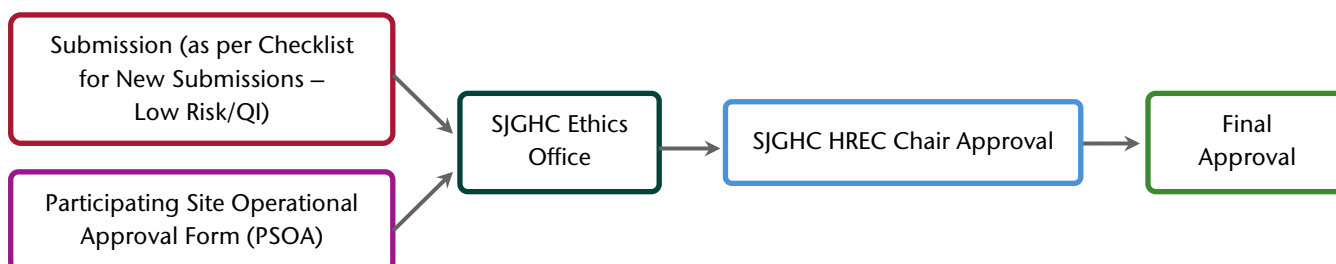 Submission (as per Checklist
for New Submissions –
Low Risk/QI)
Participating Site Operational
Approval Form (PSOA)
SJGHC Ethics
Office
SJGHC HREC Chair Approval
Final
Approval